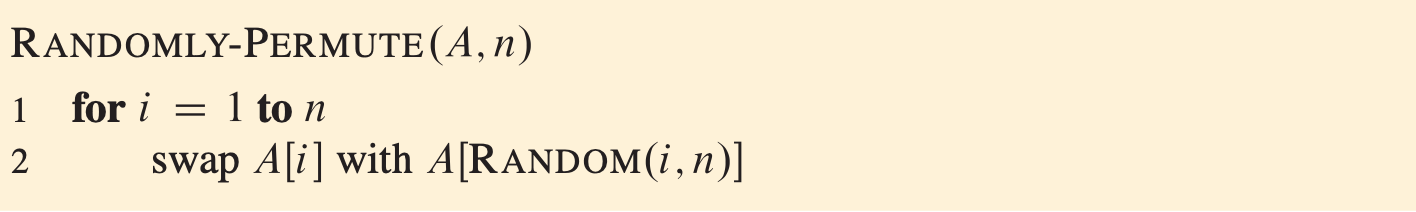 RANDOMLY-PERMUTE(A, n)
1 for i = 1 to n
2 swap A[i] with A[RANDOM(i, n)]